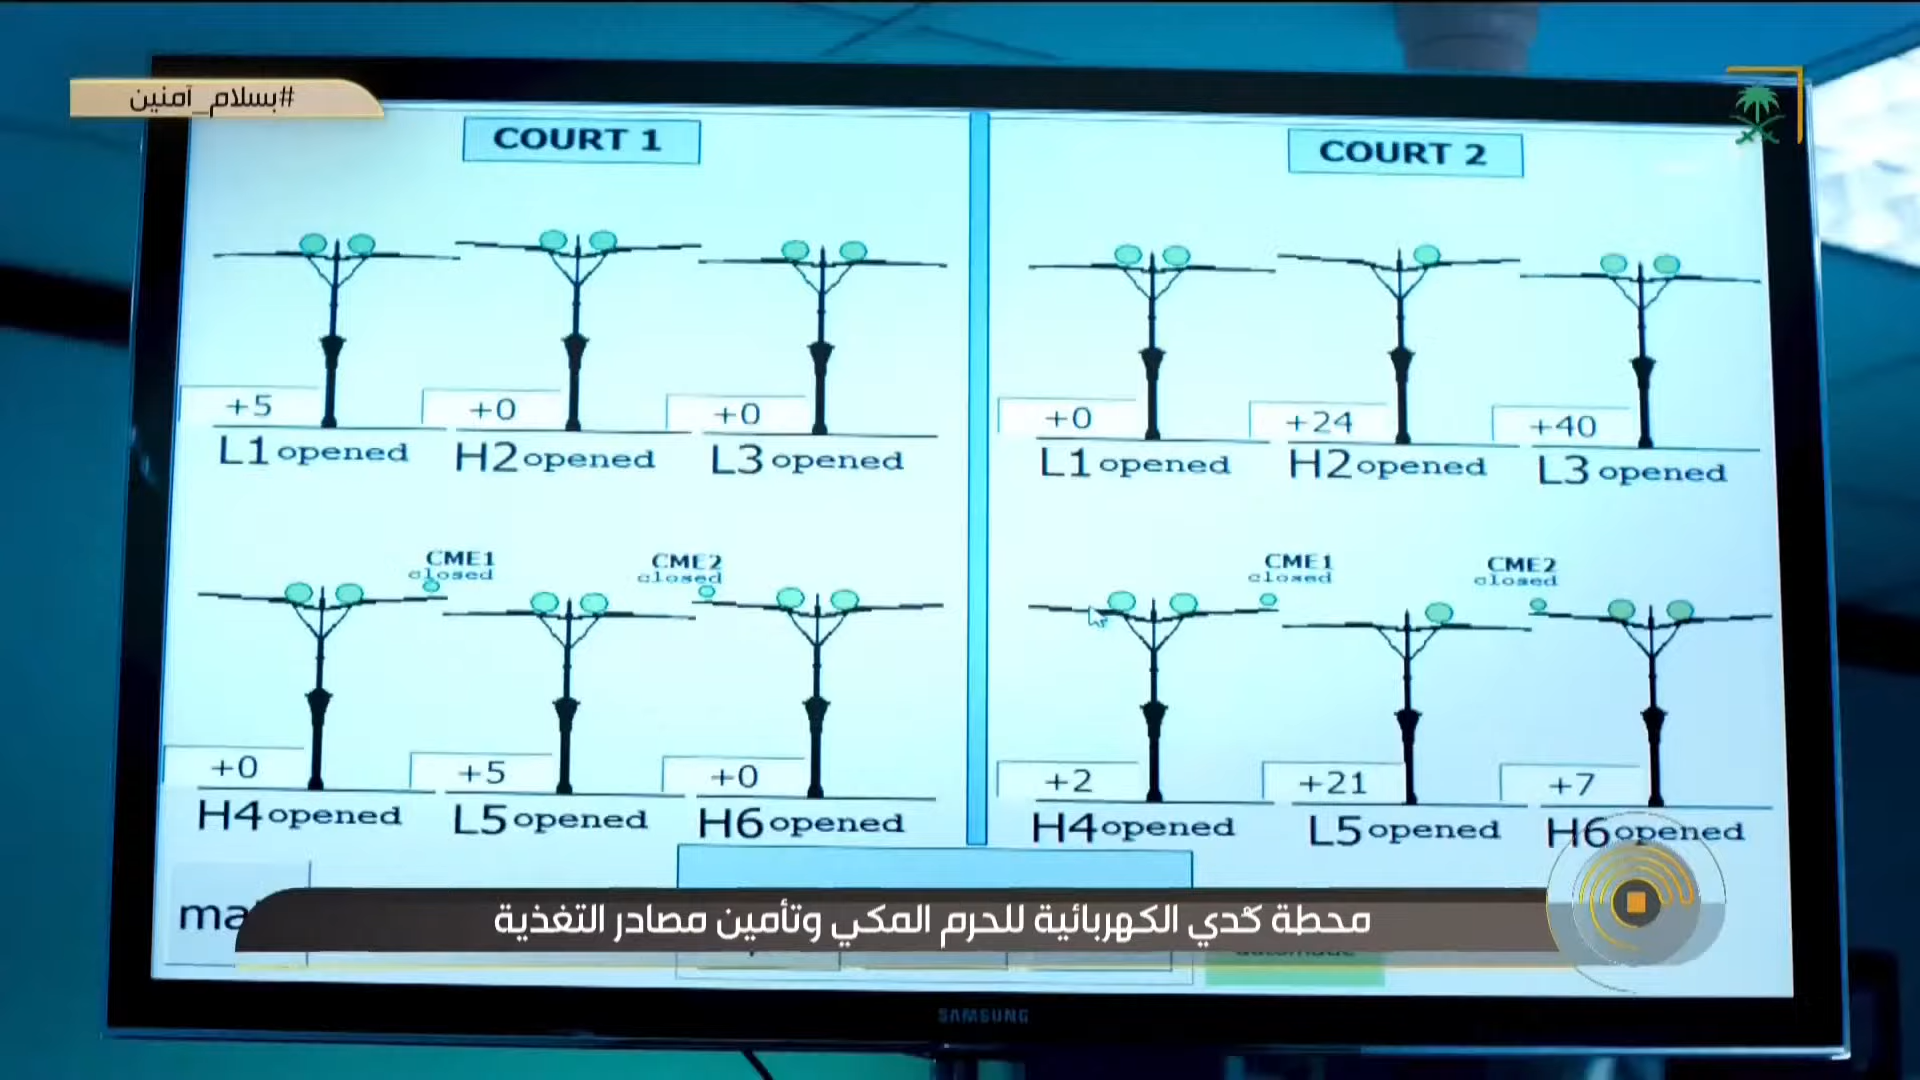 #بسلام_آمنين
COURT 1
COURT 2
+5
+0
+0
+0
+24
+40
L1 opened
H2 opened
L3 opened
L1 opened
H2 opened
L3 opened
CME1
closed
CME2
closed
CME1
closed
CME2
closed
+0
+5
+0
+2
+21
+7
H4 opened
L5 opened
H6 opened
H4 opened
L5 opened
H6 opened
محطة گدي الكهربائية للحرم المكي وتأمين مصادر التغذية
SAMSUNG